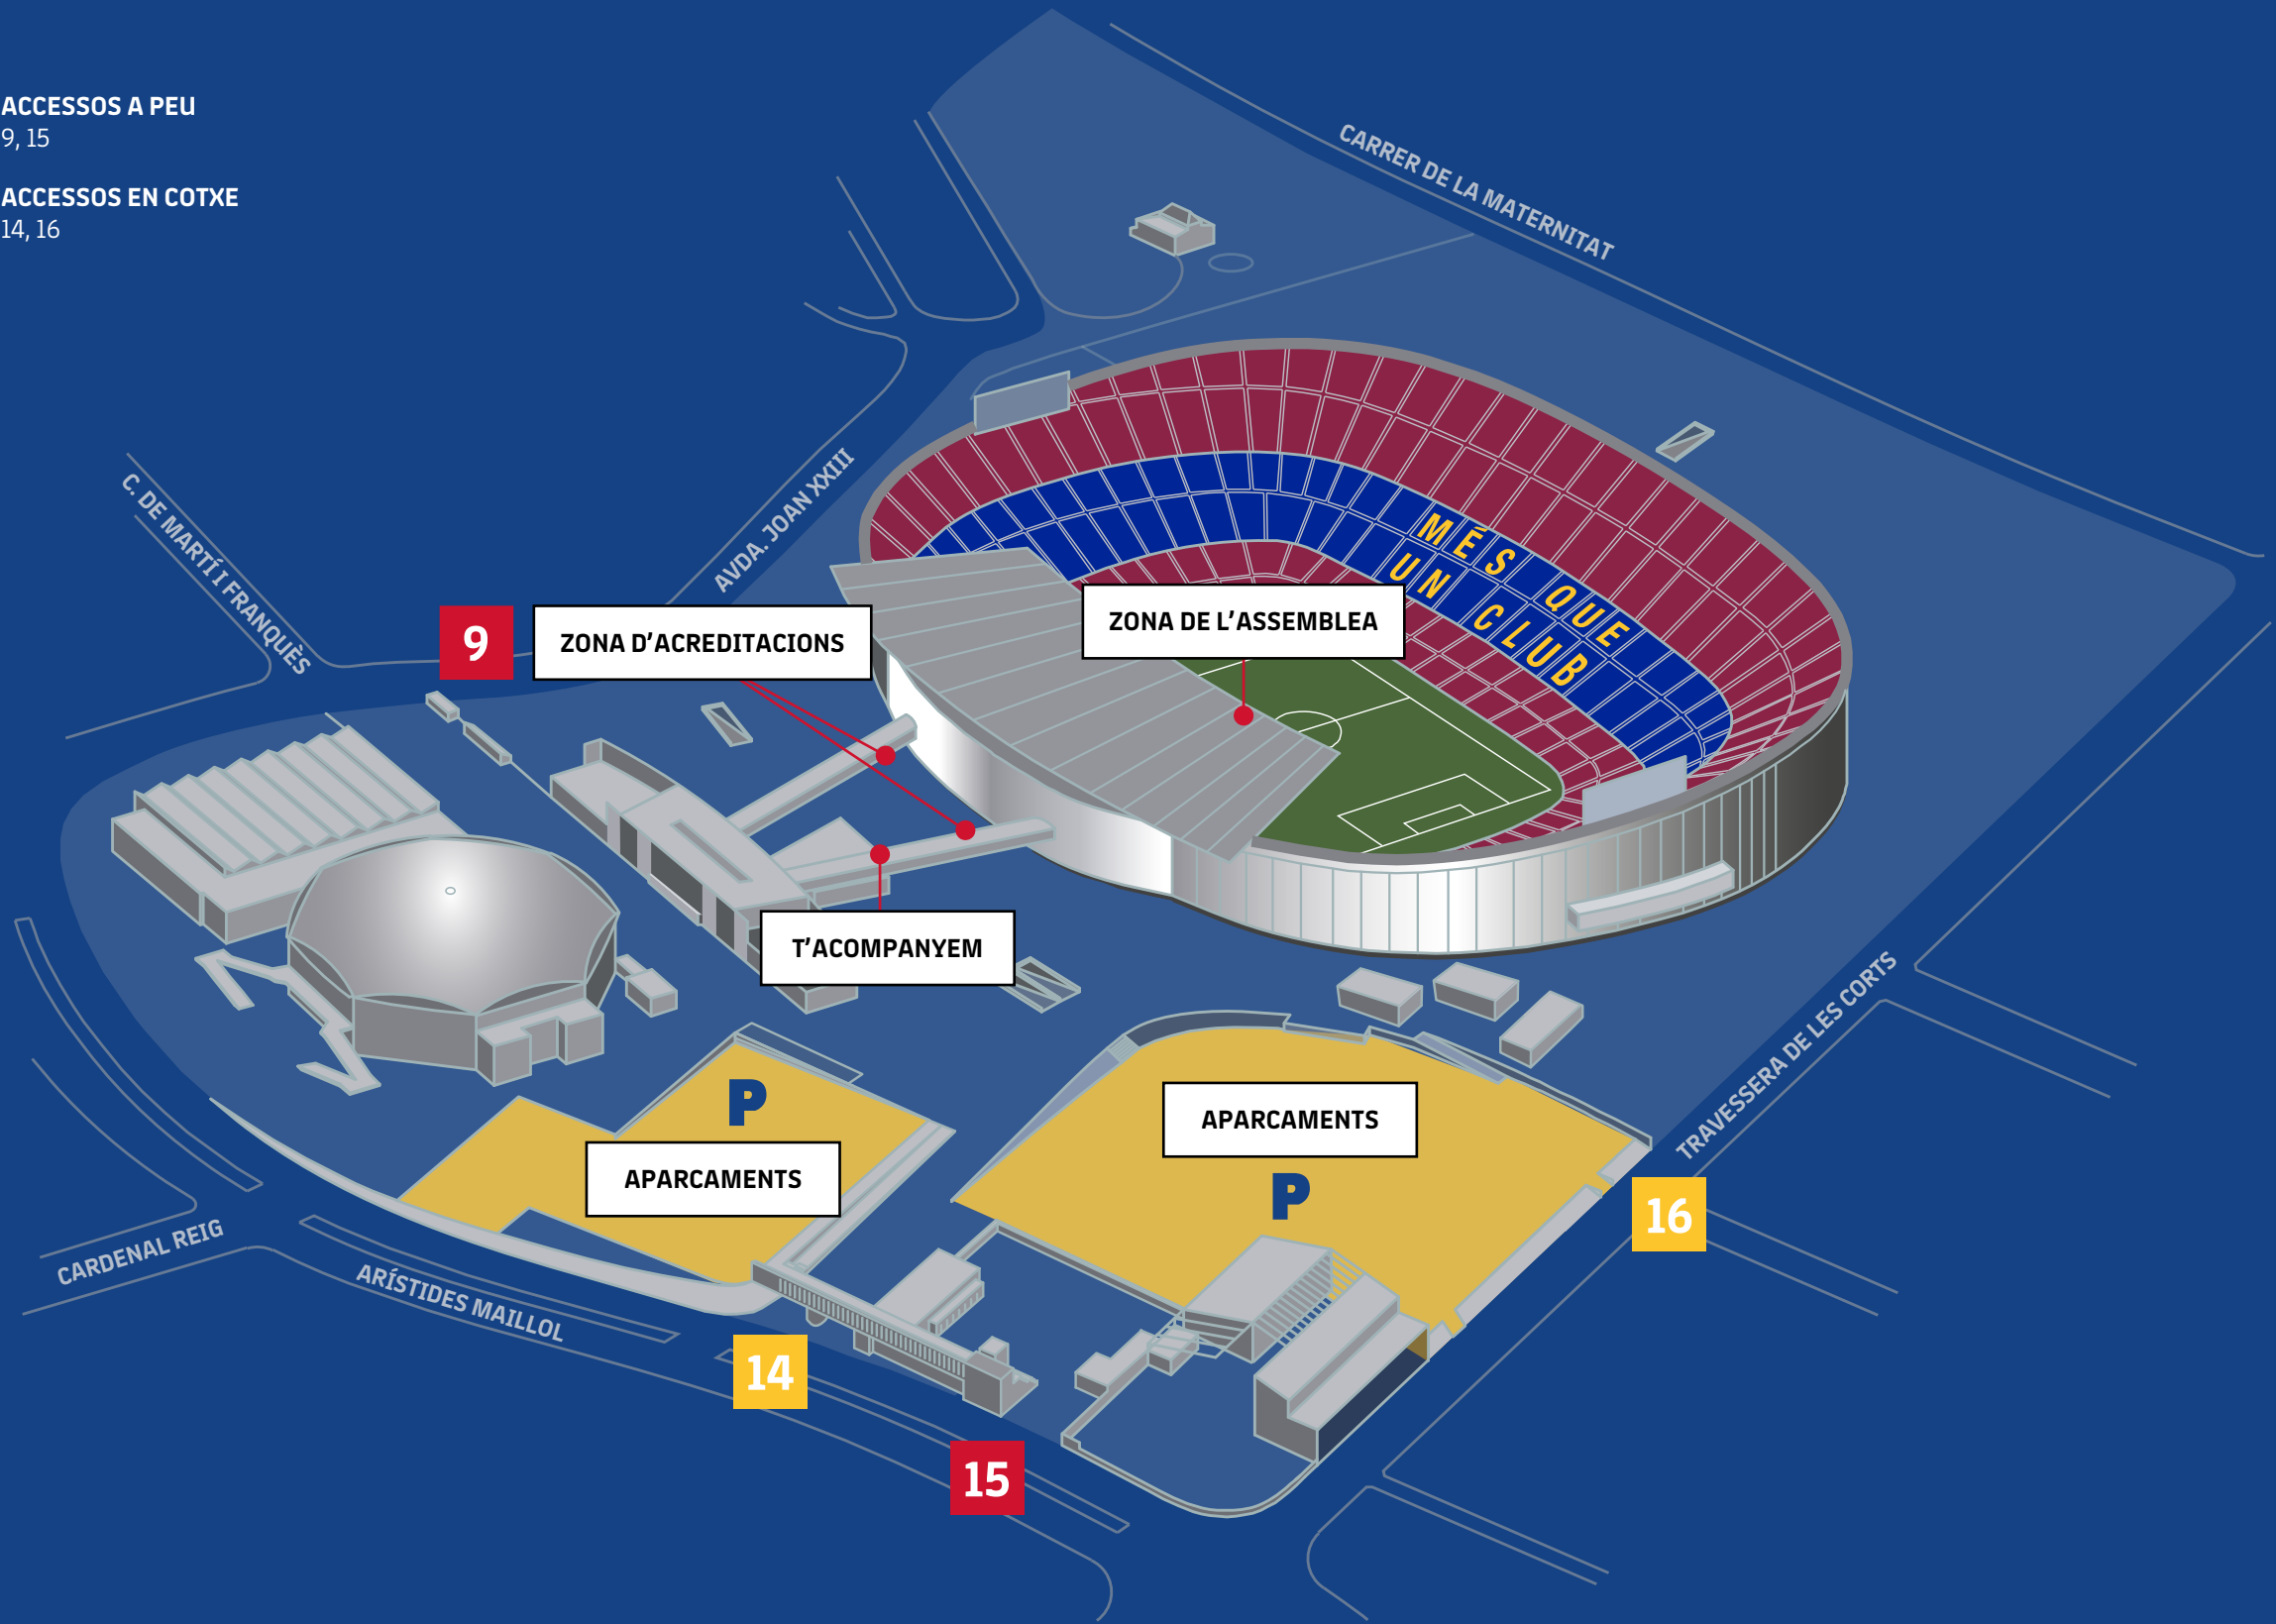 ACCESSOS A PEU
9, 15
ACCESSOS EN COTXE
14, 16
CARRER DE LA MATERNITAT
C. DE MARTÍ I FRANQUÈS
AVDA. JOAN XXIII
MÉS QUE
UN CLUB
9
ZONA D’ACREDITACIONS
ZONA DE L’ASSEMBLEA
T’ACOMPANYEM
TRAVESSERA DE LES CORTS
P
APARCAMENTS
APARCAMENTS
P
16
CARDENAL REIG
ARÍSTIDES MAILLOL
14
15